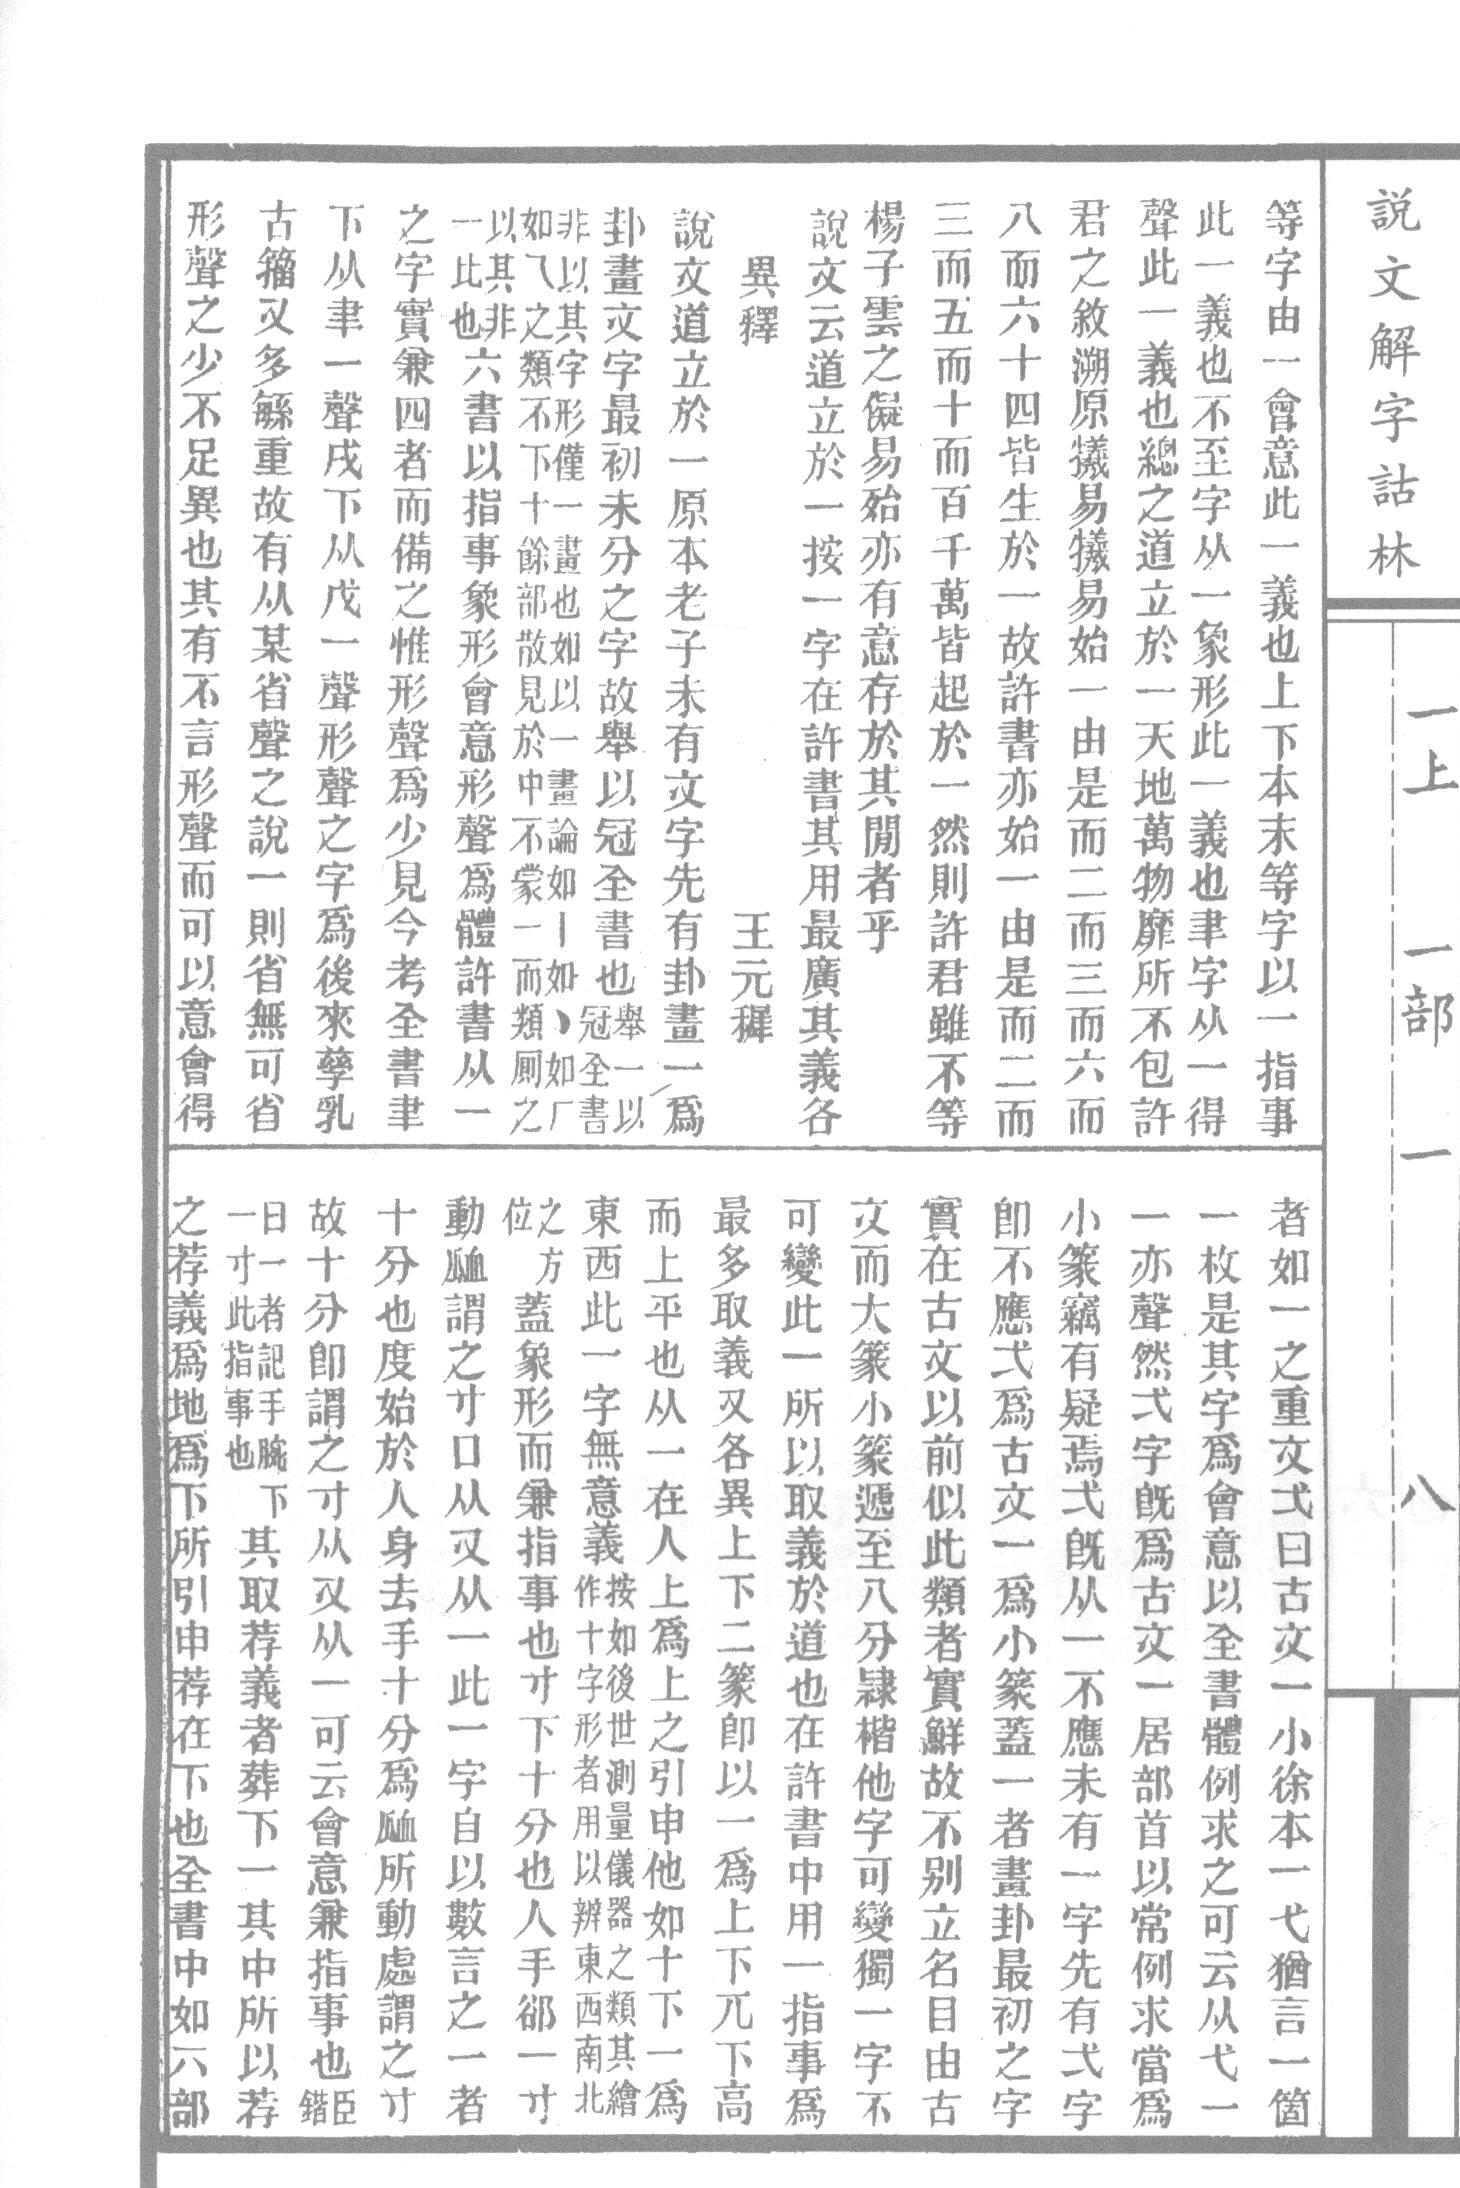 說文解字詁林
一上 一部 一
八
等字由一會意此一義也上下本末等字以一指事
此一義也不至字从一象形此一義也聿字从一得
聲此一義也總之道立於一天地萬物靡所不包許
君之敘溯原犧易犧易始一由是而二而三而六而
八而六十四皆生於一故許書亦始一由是而二而
三而五而十而百千萬皆起於一然則許君雖不等
楊子雲之儗易殆亦有意存於其閒者乎
說文云道立於一按一字在許書其用最廣其義各
異釋 王元穉
說文道立於一原本老子未有文字先有卦畫一爲
卦畫文字最初未分之字故舉以冠全書也舉一以冠全書
非以其字形僅一畫也如以一畫論如丨如丶如厂
如乁之類不下十餘部散見於中不蒙一而類厠之
以其非一比也六書以指事象形會意形聲爲體許書从一
之字實兼四者而備之惟形聲爲少見今考全書聿
下从聿一聲戌下从戊一聲形聲之字爲後來孳乳
古籀又多緐重故有从某省聲之說一則省無可省
形聲之少不足異也其有不言形聲而可以意會得
者如一之重文弌曰古文一小徐本一弋猶言一箇
一枚是其字爲會意以全書體例求之可云从弋一
一亦聲然弌字旣爲古文一居部首以常例求當爲
小篆竊有疑焉弌旣从一不應未有一字先有弌字
卽不應弌爲古文一爲小篆蓋一者畫卦最初之字
實在古文以前似此類者實鮮故不別立名目由古
文而大篆小篆遞至八分隸楷他字可變獨一字不
可變此一所以取義於道也在許書中用一指事爲
最多取義又各異上下二篆卽以一爲上下兀下高
而上平也从一在人上爲上之引申他如十下一爲
東西此一字無意義按如後世測量儀器之類其繪作十字形者用以辨東西南北
之方位蓋象形而兼指事也寸下十分也人手卻一寸
動䘑謂之寸口从又从一此一字自以數言之一者
十分也度始於人身去手十分爲䘑所動處謂之寸
故十分卽謂之寸从又从一可云會意兼指事也臣鍇
曰一者記手腕下一寸此指事也其取荐義者葬下一其中所以荐
之荐義爲地爲下所引申荐在下也全書中如六部